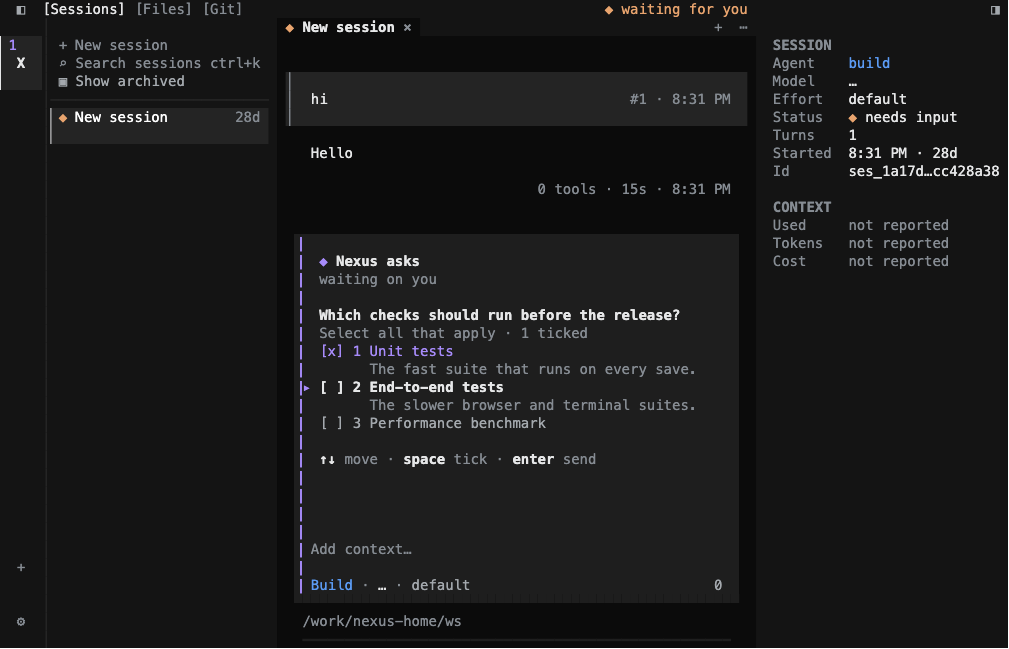 [Sessions] [Files] [Git]
◆ waiting for you
1
X
+ New session
⌕ Search sessions ctrl+k
▣ Show archived
◆ New session 28d
+
⚙
◆ New session ×
+ ⋯
hi #1 · 8:31 PM
Hello
0 tools · 15s · 8:31 PM
◆ Nexus asks
waiting on you
Which checks should run before the release?
Select all that apply · 1 ticked
[x] 1 Unit tests
The fast suite that runs on every save.
▸ [ ] 2 End-to-end tests
The slower browser and terminal suites.
[ ] 3 Performance benchmark
↑↓ move · space tick · enter send
Add context…
Build · … · default 0
/work/nexus-home/ws
SESSION
Agent build
Model …
Effort default
Status ◆ needs input
Turns 1
Started 8:31 PM · 28d
Id ses_1a17d…cc428a38
CONTEXT
Used not reported
Tokens not reported
Cost not reported